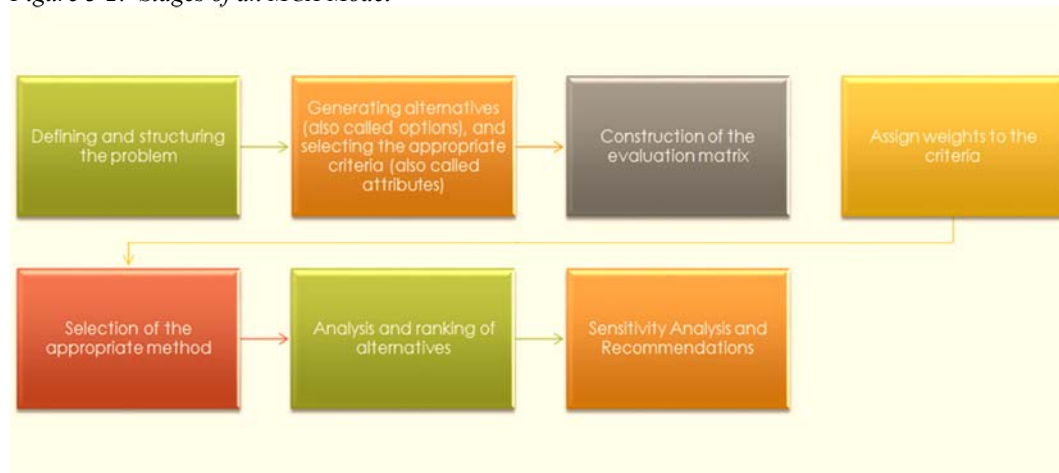 Defining and structuring
the problem
Generating alternatives
(also called options), and
selecting the appropriate
criteria (also called
attributes)
Construction of the
evaluation matrix
Assign weights to the
criteria
Selection of the
appropriate method
Analysis and ranking of
alternatives
Sensitivity Analysis and
Recommendations